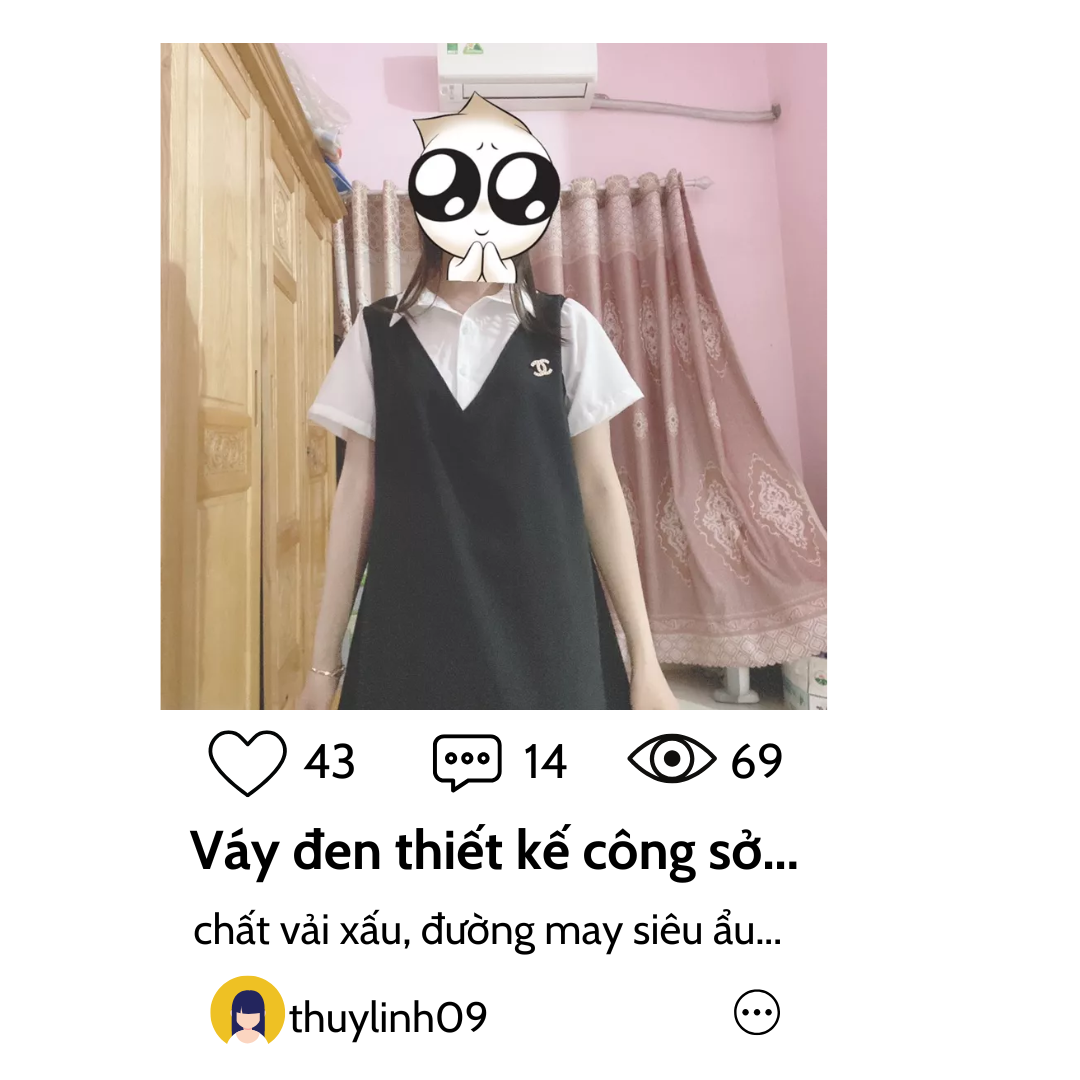 43 14 69
Váy đen thiết kế công sở...
chất vải xấu, đường may siêu ẩu...
thuylinh09